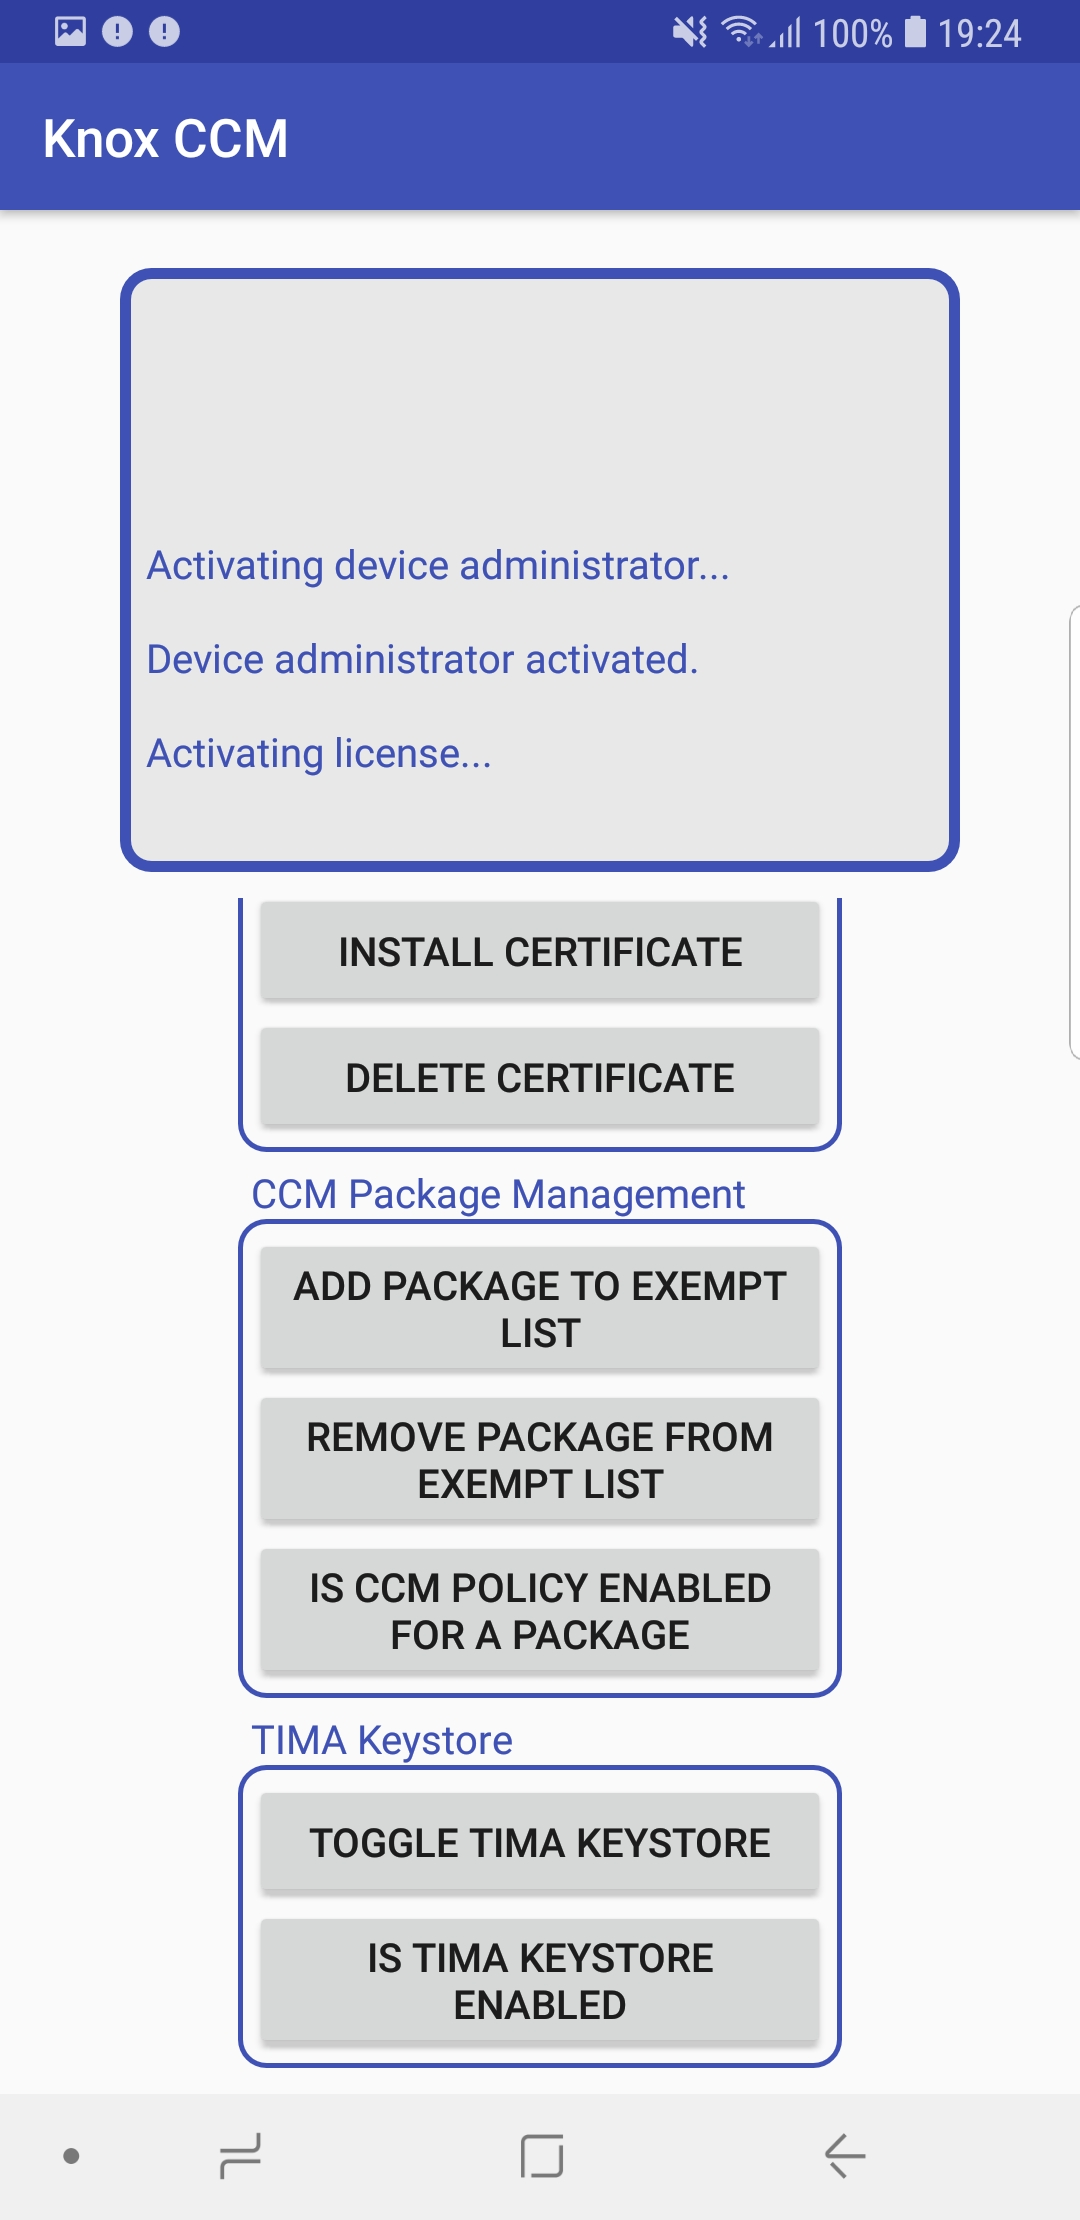 100% 19:24
Knox CCM
Activating device administrator...
Device administrator activated.
Activating license...
INSTALL CERTIFICATE
DELETE CERTIFICATE
CCM Package Management
ADD PACKAGE TO EXEMPT
LIST
REMOVE PACKAGE FROM
EXEMPT LIST
IS CCM POLICY ENABLED
FOR A PACKAGE
TIMA Keystore
TOGGLE TIMA KEYSTORE
IS TIMA KEYSTORE
ENABLED